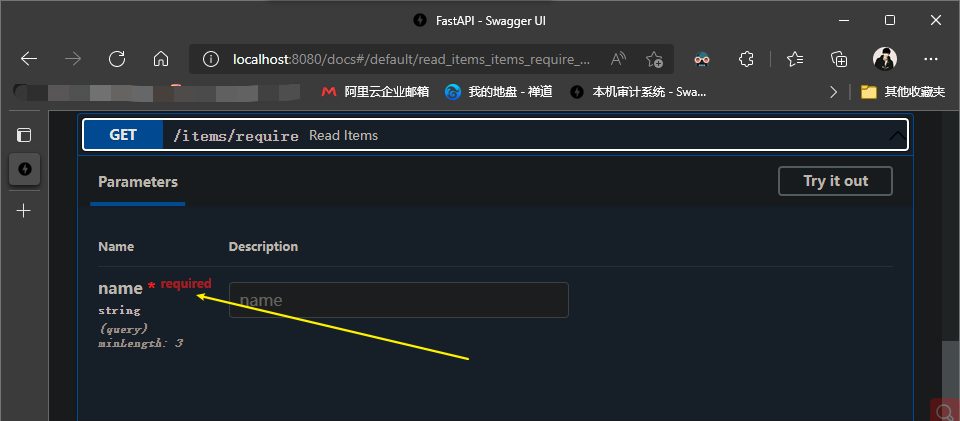 FastAPI - Swagger UI
localhost:8080/docs#/default/read_items_items_require_...
阿里云企业邮箱
我的地盘 - 禅道
本机审计系统 - Swa...
其他收藏夹
GET /items/require Read Items
Parameters
Try it out
Name Description
name * required
name
string
(query)
minLength: 3